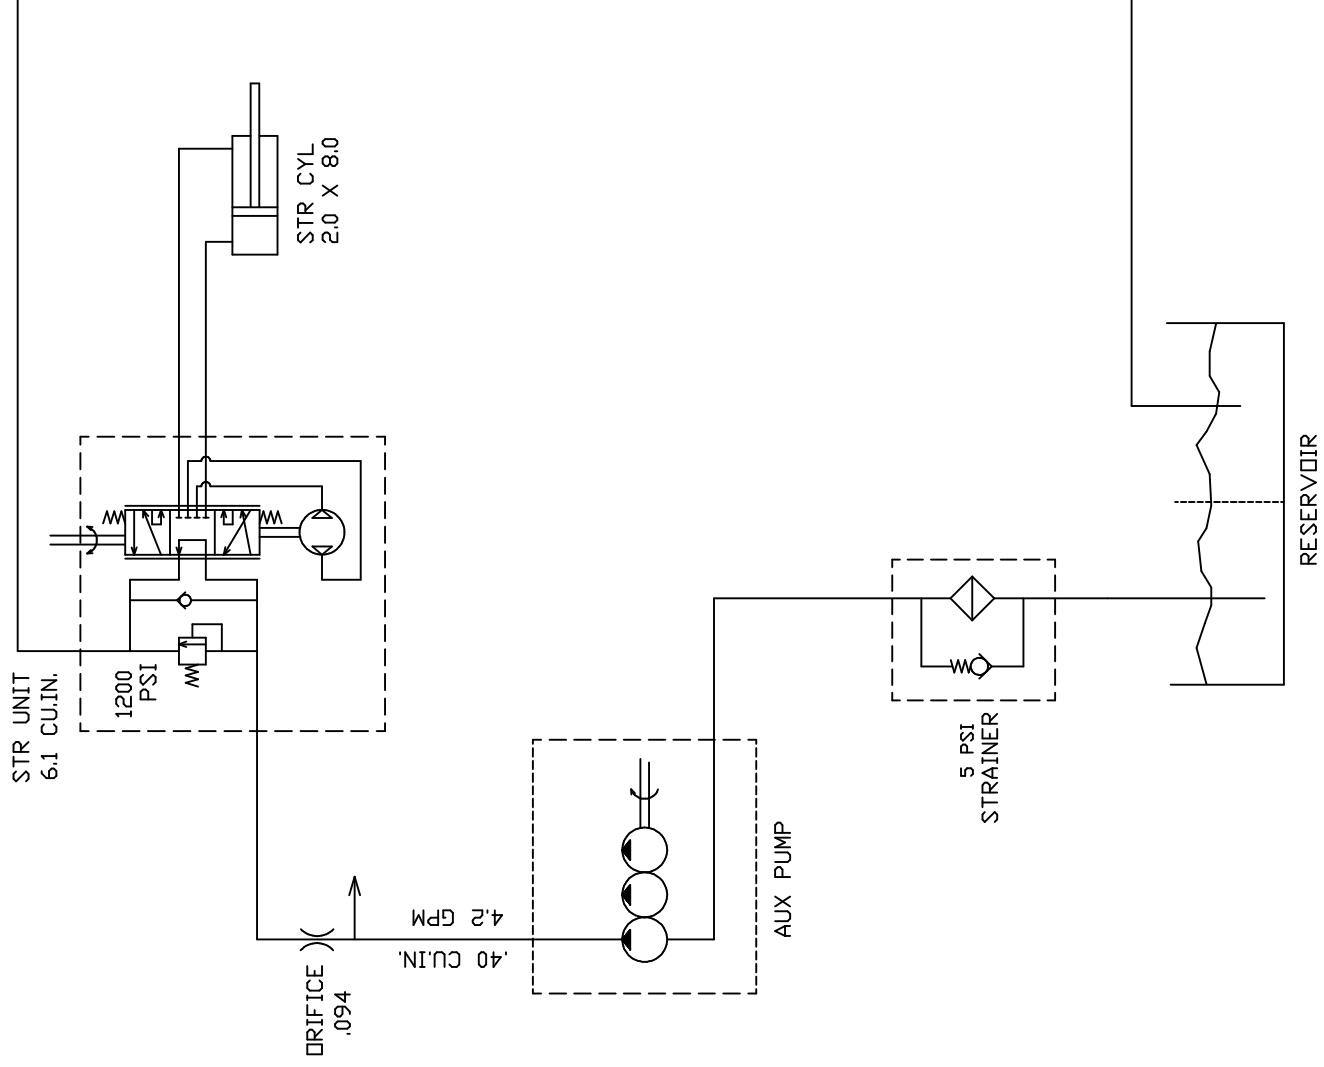 STR UNIT
6.1 CU.IN.
1200
PSI
STR CYL
2.0 X 8.0
ORIFICE
.094
4.2 GPM
.40 CU.IN.
AUX PUMP
5 PSI
STRAINER
RESERVOIR